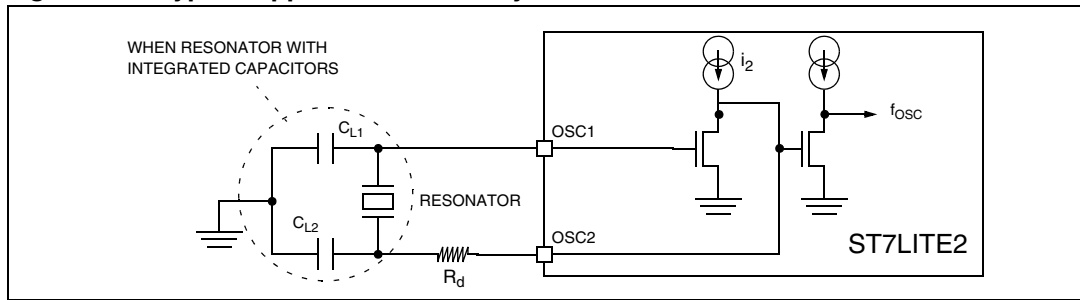 WHEN RESONATOR WITH
INTEGRATED CAPACITORS
i2
fOSC
CL1
OSC1
RESONATOR
CL2
OSC2
Rd
ST7LITE2